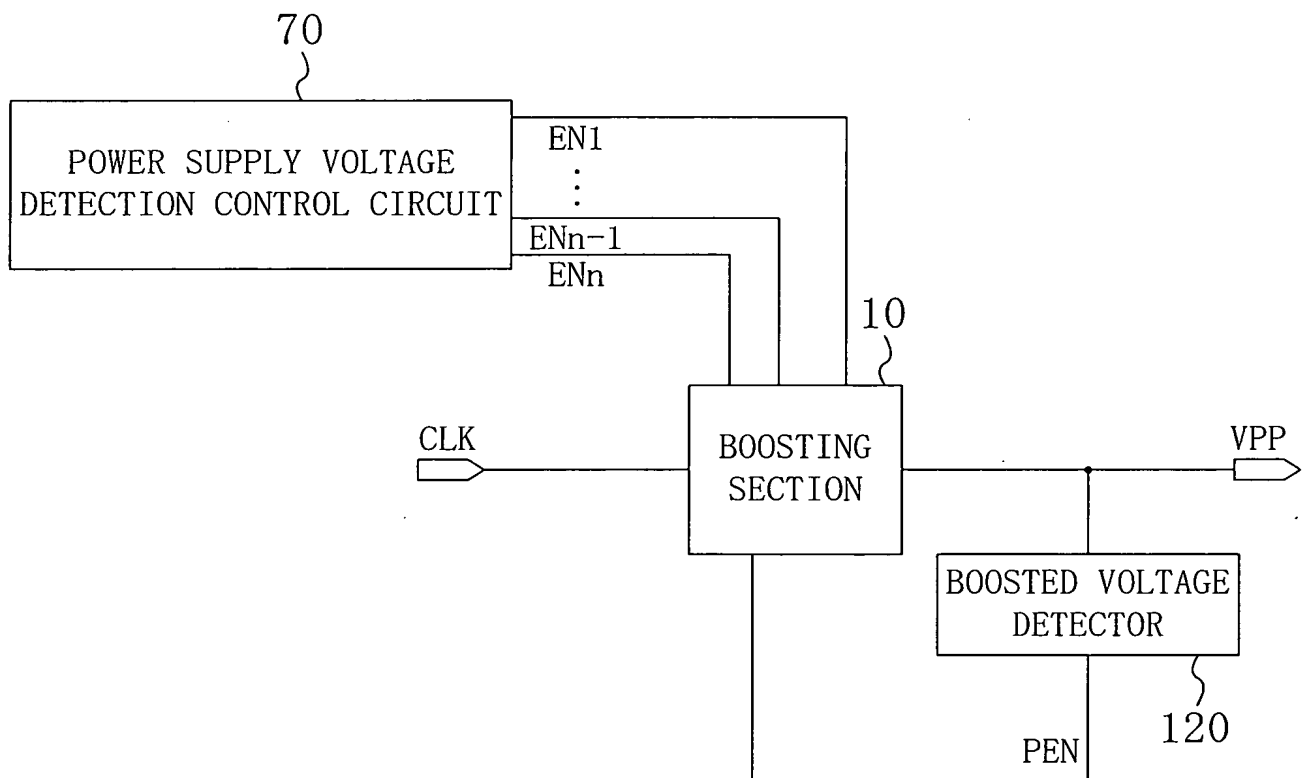 70
POWER SUPPLY VOLTAGE
DETECTION CONTROL CIRCUIT
EN1
⋮
ENn-1
ENn
10
CLK
BOOSTING
SECTION
VPP
BOOSTED VOLTAGE
DETECTOR
120
PEN